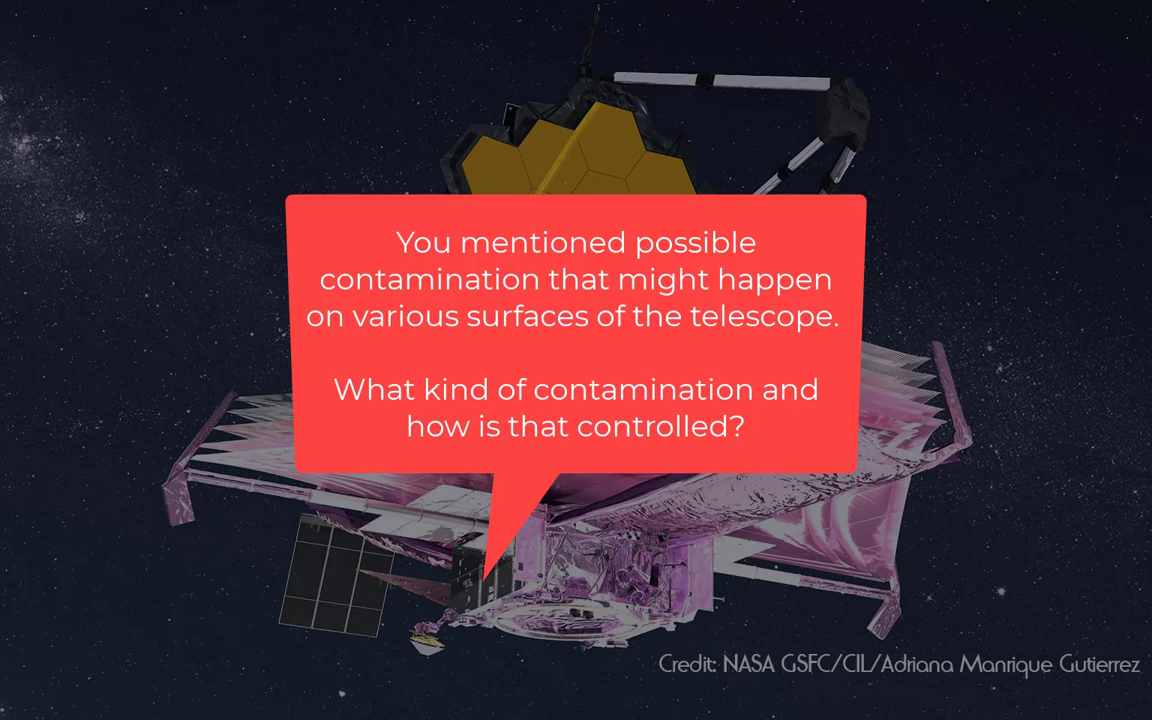 You mentioned possible
contamination that might happen
on various surfaces of the telescope.
What kind of contamination and
how is that controlled?
Credit: NASA GSFC/CIL/Adriana Manrique Gutierrez